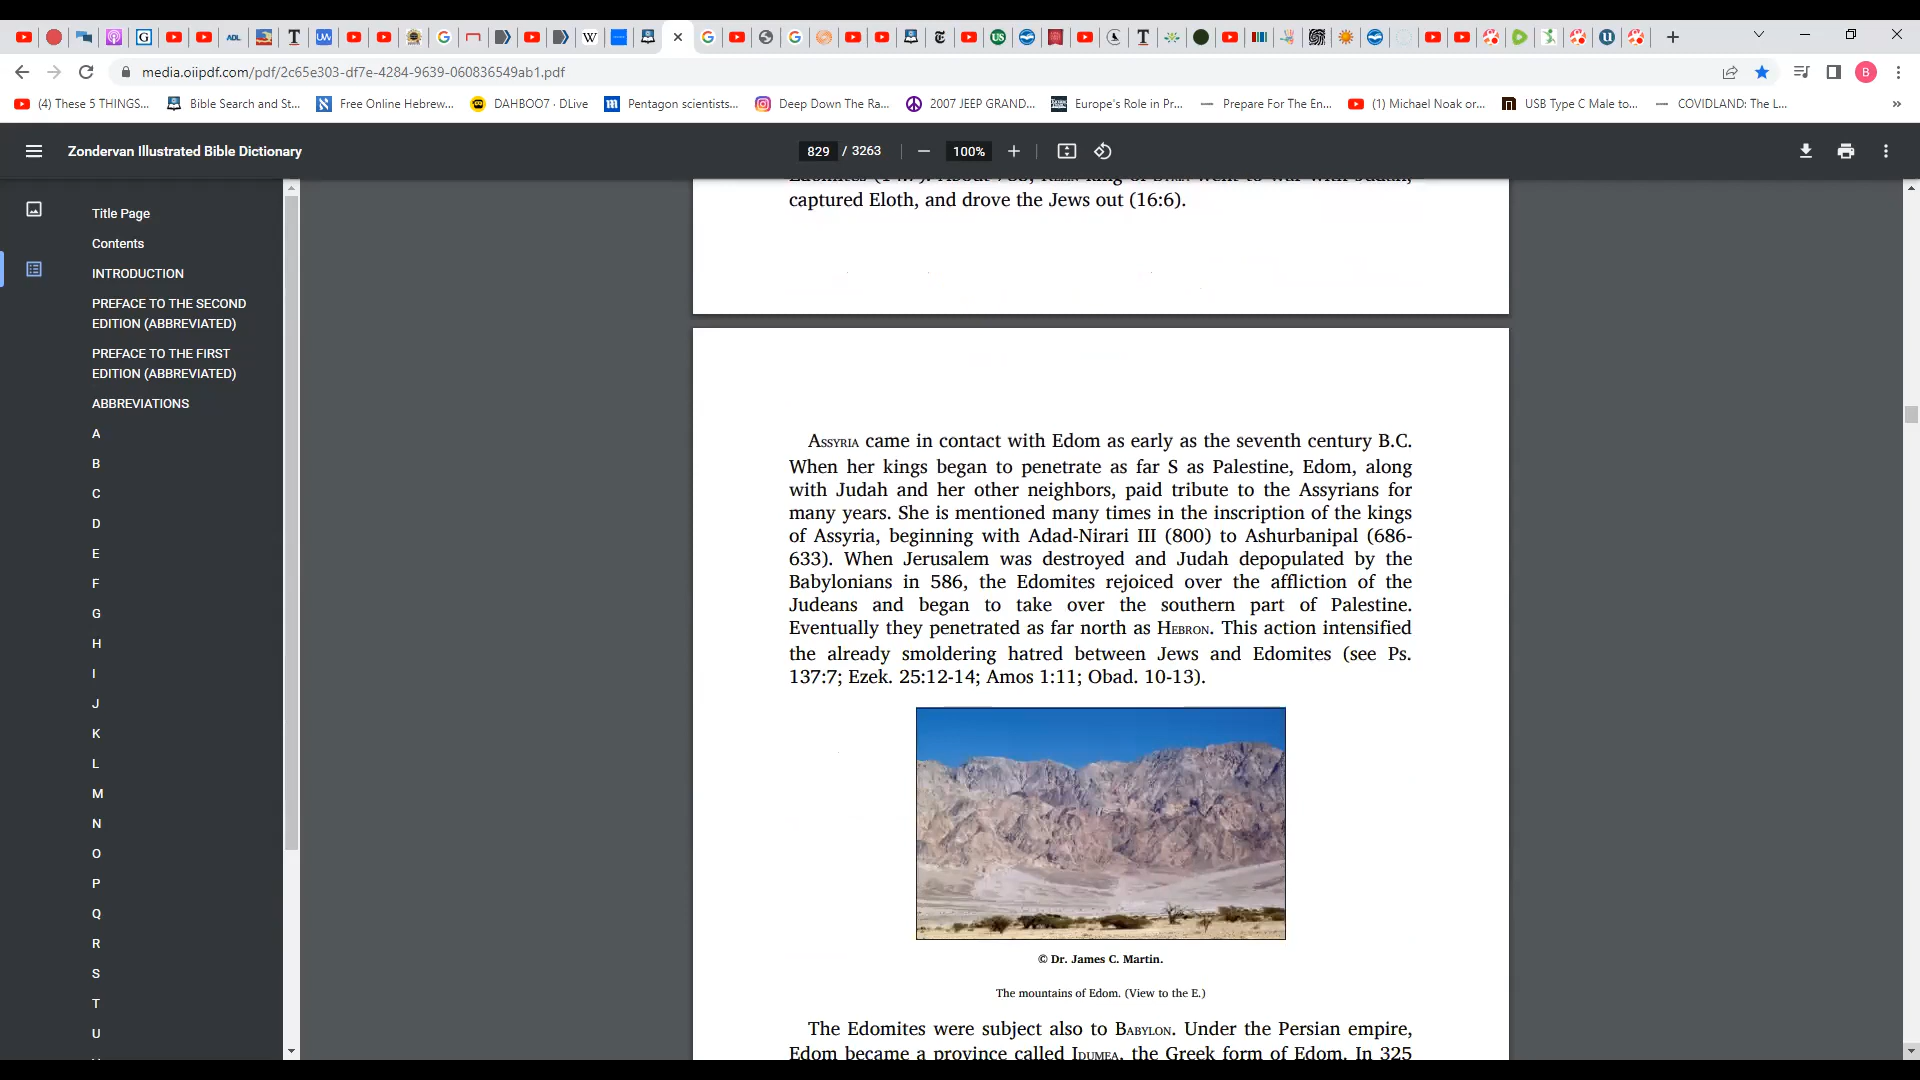 media.oiipdf.com/pdf/2c65e303-df7e-4284-9639-060836549ab1.pdf
B
(4) These 5 THINGS...
Bible Search and St...
Free Online Hebrew...
DAHBOO7 · DLive
Pentagon scientists...
Deep Down The Ra...
2007 JEEP GRAND...
Europe's Role in Pr...
Prepare For The En...
(1) Michael Noak or...
USB Type C Male to...
COVIDLAND: The L...
Zondervan Illustrated Bible Dictionary
829 / 3263
100%
Title Page
Contents
INTRODUCTION
PREFACE TO THE SECOND
EDITION (ABBREVIATED)
PREFACE TO THE FIRST
EDITION (ABBREVIATED)
ABBREVIATIONS
A
B
C
D
E
F
G
H
I
J
K
L
M
N
O
P
Q
R
S
T
U
captured Eloth, and drove the Jews out (16:6).
ASSYRIA came in contact with Edom as early as the seventh century B.C.
When her kings began to penetrate as far S as Palestine, Edom, along
with Judah and her other neighbors, paid tribute to the Assyrians for
many years. She is mentioned many times in the inscription of the kings
of Assyria, beginning with Adad-Nirari III (800) to Ashurbanipal (686-
633). When Jerusalem was destroyed and Judah depopulated by the
Babylonians in 586, the Edomites rejoiced over the affliction of the
Judeans and began to take over the southern part of Palestine.
Eventually they penetrated as far north as HEBRON. This action intensified
the already smoldering hatred between Jews and Edomites (see Ps.
137:7; Ezek. 25:12-14; Amos 1:11; Obad. 10-13).
© Dr. James C. Martin.
The mountains of Edom. (View to the E.)
The Edomites were subject also to BABYLON. Under the Persian empire,
Edom became a province called IDUMEA, the Greek form of Edom. In 325